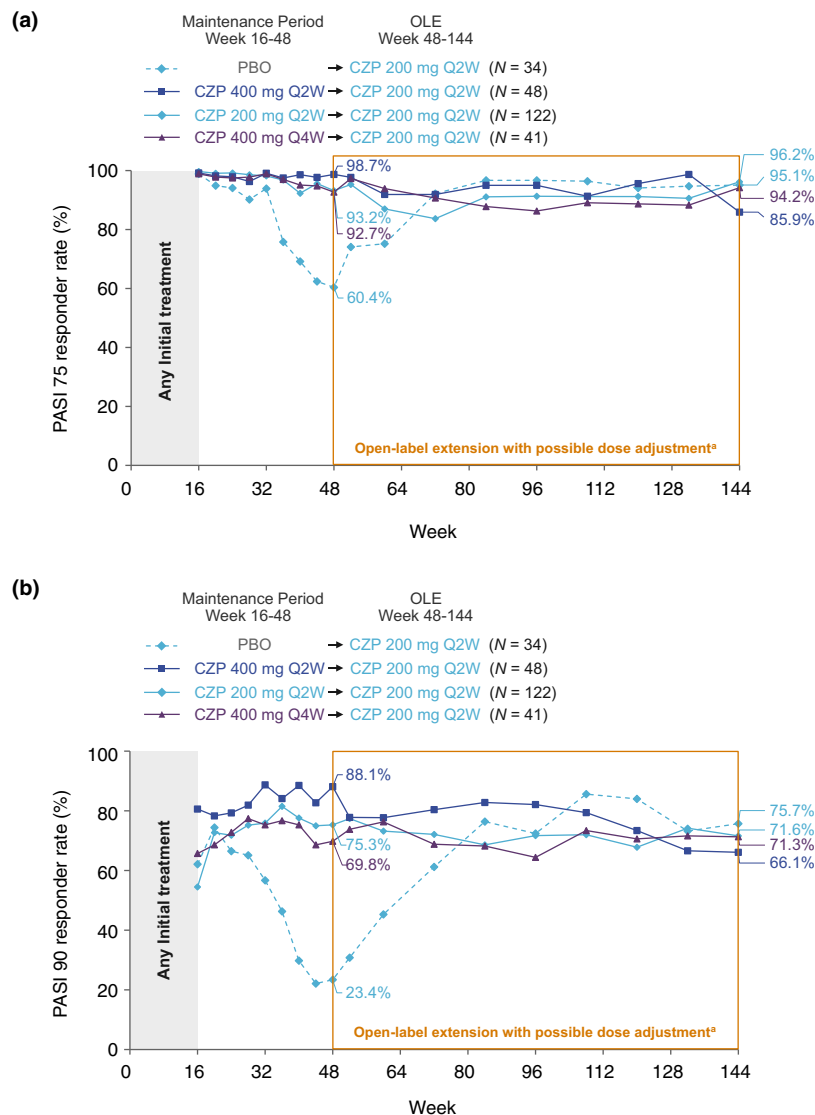 (a)
Maintenance Period
Week 16-48
OLE
Week 48-144
PBO → CZP 200 mg Q2W (N = 34)
CZP 400 mg Q2W → CZP 200 mg Q2W (N = 48)
CZP 200 mg Q2W → CZP 200 mg Q2W (N = 122)
CZP 400 mg Q4W → CZP 200 mg Q2W (N = 41)
PASI 75 responder rate (%)
100
80
60
40
20
0
Any Initial treatment
98.7%
93.2%
92.7%
60.4%
96.2%
95.1%
94.2%
85.9%
Open-label extension with possible dose adjustmentᵃ
0 16 32 48 64 80 96 112 128 144
Week
(b)
Maintenance Period
Week 16-48
OLE
Week 48-144
PBO → CZP 200 mg Q2W (N = 34)
CZP 400 mg Q2W → CZP 200 mg Q2W (N = 48)
CZP 200 mg Q2W → CZP 200 mg Q2W (N = 122)
CZP 400 mg Q4W → CZP 200 mg Q2W (N = 41)
PASI 90 responder rate (%)
100
80
60
40
20
0
Any Initial treatment
88.1%
75.3%
69.8%
23.4%
75.7%
71.6%
71.3%
66.1%
Open-label extension with possible dose adjustmentᵃ
0 16 32 48 64 80 96 112 128 144
Week